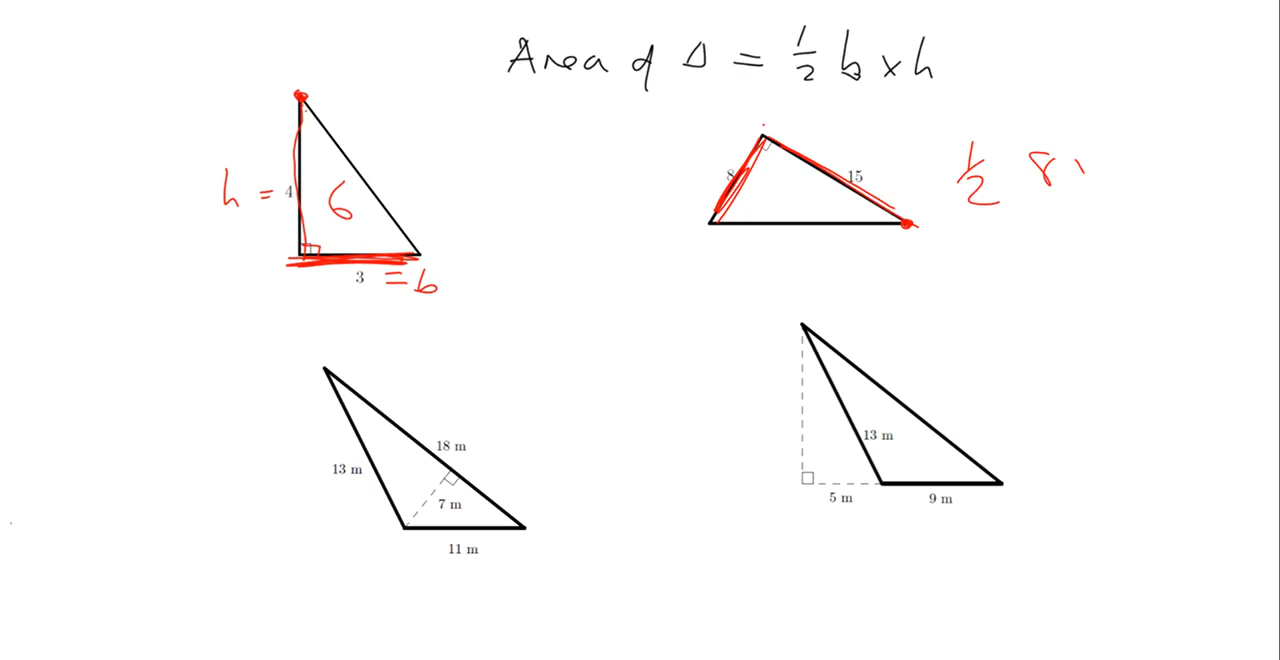 Area of Δ = 1/2 b x h
h = 4
6
3 = b
8
15
1/2 8
18 m
13 m
7 m
11 m
13 m
5 m
9 m